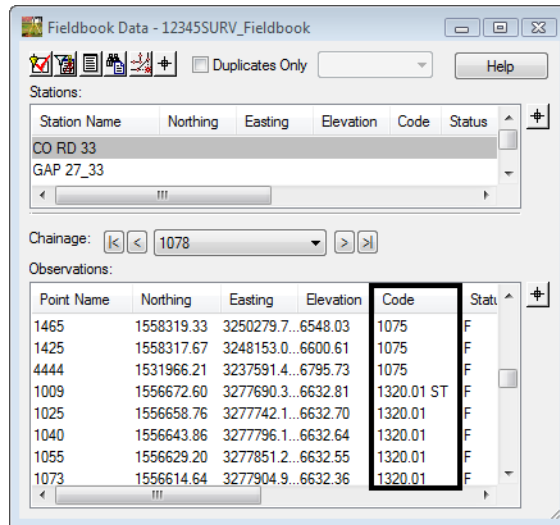 Fieldbook Data - 12345SURV_Fieldbook
Duplicates Only Help
Stations:
Station Name Northing Easting Elevation Code Status
CO RD 33
GAP 27_33
Chainage: 1078
Observations:
Point Name Northing Easting Elevation Code Statu
1465 1558319.33 3250279.7...6548.03 1075 F
1425 1558317.67 3248153.0...6600.61 1075 F
4444 1531966.21 3237591.4...6795.73 1075 F
1009 1556672.60 3277690.3...6632.81 1320.01 ST F
1025 1556658.76 3277742.1...6632.70 1320.01 F
1040 1556643.86 3277796.1...6632.64 1320.01 F
1055 1556629.20 3277851.2...6632.55 1320.01 F
1073 1556614.64 3277904.9...6632.36 1320.01 F